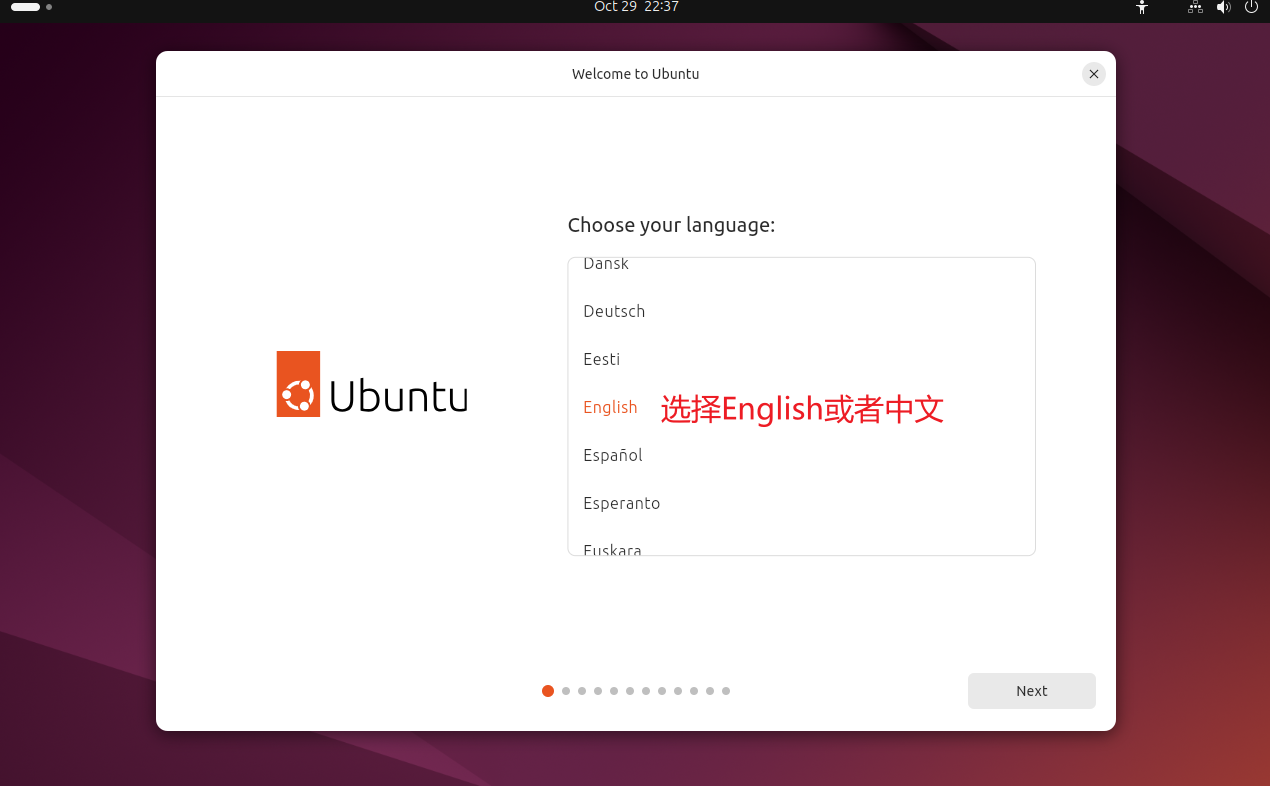 Oct 29 22:37
Welcome to Ubuntu
Choose your language:
Dansk
Deutsch
Eesti
English 选择English或者中文
Ubuntu
Español
Esperanto
Euskara
Next